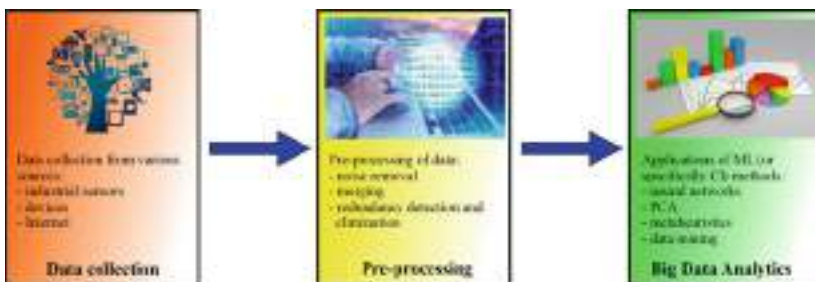 Data collection from various
sources:
- industrial sensors
- devices
- Internet
Data collection
Pre-processing of data:
- noise removal
- merging
- redundancy detection and
elimination
Pre-processing
Applications of ML (or
specifically CI) methods:
- neural networks
- PCA
- metaheuristics
- data mining
Big Data Analytics